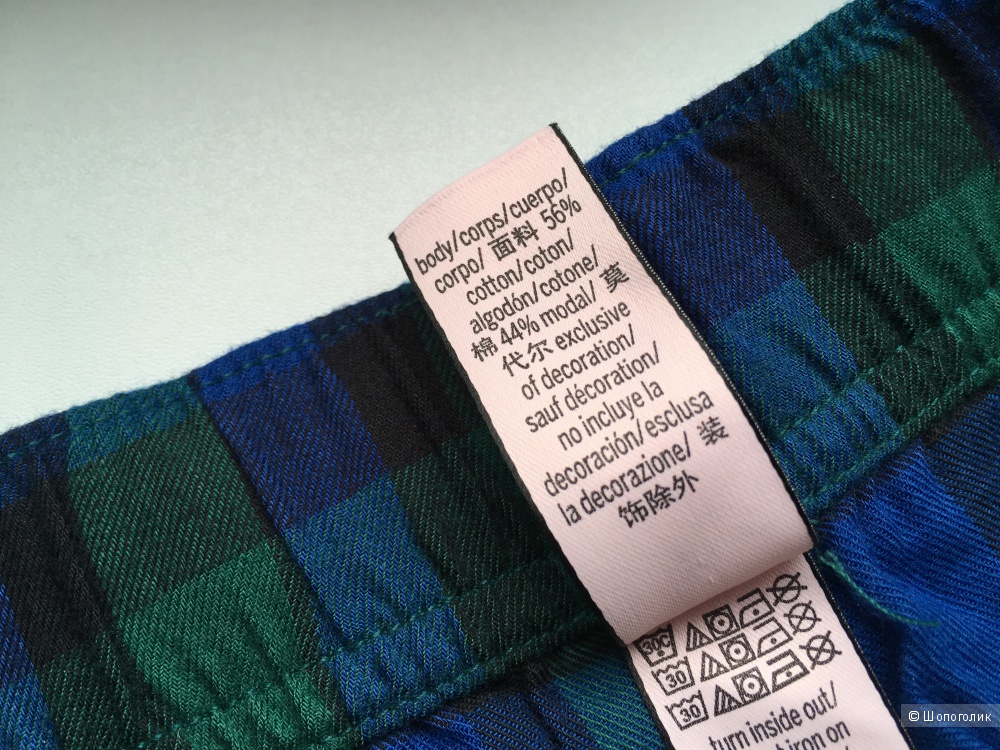 body/corps/cuerpo/
corpo/ 面料 56%
cotton/coton/
algodón/cotone/
棉 44% modal/ 莫
代尔 exclusive
of decoration/
sauf décoration/
no incluye la
decoración/esclusa
la decorazione/ 装
饰除外
30C
30
30
turn inside out/
iron on
© Шопоголик